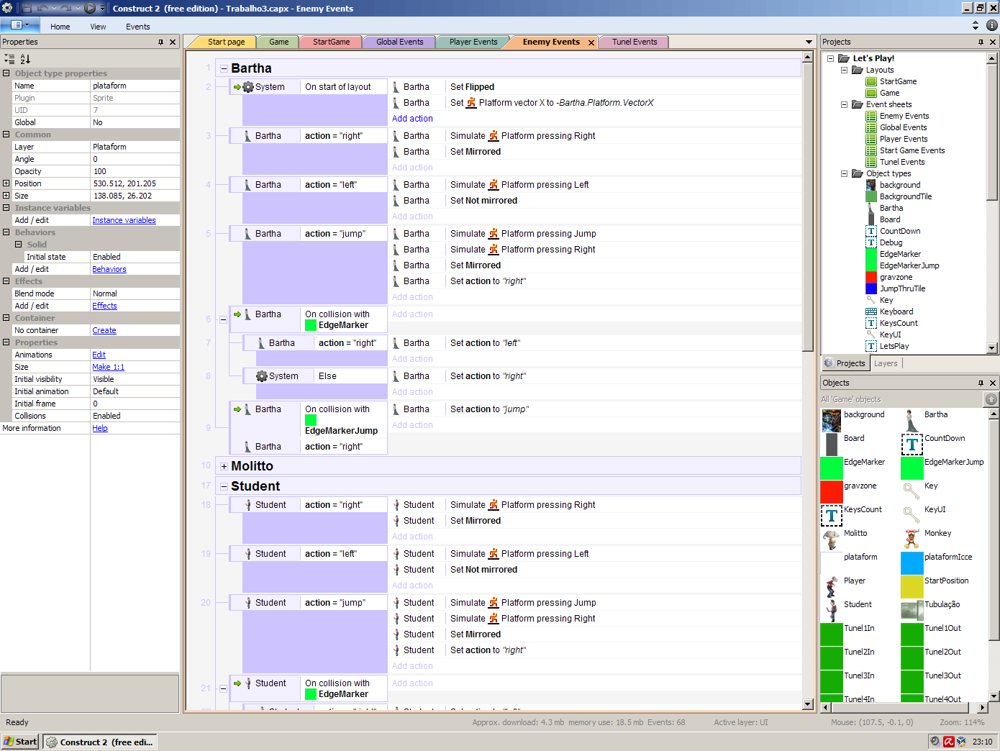 Construct 2  (free edition) - Trabalho3.capx - Enemy Events
Home
View
Events
Properties
Object type properties
Name plataform
Plugin Sprite
UID 7
Global No
Common
Layer Plataform
Angle 0
Opacity 100
Position 530.512, 201.205
Size 138.085, 26.202
Instance variables
Add / edit Instance variables
Behaviors
Solid
Initial state Enabled
Add / edit Behaviors
Effects
Blend mode Normal
Add / edit Effects
Container
No container Create
Properties
Animations Edit
Size Make 1:1
Initial visibility Visible
Initial animation Default
Initial frame 0
Collisions Enabled
More information Help
Start page
Game
StartGame
Global Events
Player Events
Enemy Events
Tunel Events
1 Bartha
2 System On start of layout Bartha Set Flipped
Bartha Set Platform vector X to -Bartha.Platform.VectorX
Add action
3 Bartha action = "right" Bartha Simulate Platform pressing Right
Bartha Set Mirrored
Add action
4 Bartha action = "left" Bartha Simulate Platform pressing Left
Bartha Set Not mirrored
Add action
5 Bartha action = "jump" Bartha Simulate Platform pressing Jump
Bartha Simulate Platform pressing Right
Bartha Set Mirrored
Bartha Set action to "right"
Add action
6 Bartha On collision with Add action
EdgeMarker
7 Bartha action = "right" Bartha Set action to "left"
Add action
8 System Else Bartha Set action to "right"
Add action
Bartha On collision with Bartha Set action to "jump"
9 EdgeMarkerJump Add action
Bartha action = "right"
10 Molitto
17 Student
18 Student action = "right" Student Simulate Platform pressing Right
Student Set Mirrored
Add action
19 Student action = "left" Student Simulate Platform pressing Left
Student Set Not mirrored
Add action
20 Student action = "jump" Student Simulate Platform pressing Jump
Student Simulate Platform pressing Right
Student Set Mirrored
Student Set action to "right"
Add action
21 Student On collision with Add action
EdgeMarker
Projects
Let's Play!
Layouts
StartGame
Game
Event sheets
Enemy Events
Global Events
Player Events
Start Game Events
Tunel Events
Object types
background
BackgroundTile
Bartha
Board
CountDown
Debug
EdgeMarker
EdgeMarkerJump
gravzone
JumpThruTile
Key
Keyboard
KeysCount
KeyUI
LetsPlay
Projects Layers
Objects
All 'Game' objects
background Bartha
Board CountDown
EdgeMarker EdgeMarkerJump
gravzone Key
KeysCount KeyUI
Molitto Monkey
plataform plataformIcce
Player StartPosition
Student Tubulação
Tunel1In Tunel1Out
Tunel2In Tunel2Out
Tunel3In Tunel3Out
Tunel4In Tunel4Out
Ready
Approx. download: 4.3 mb  memory use: 18.5 mb  Events: 68
Active layer: UI
Mouse: (107.5, -0.1, 0)
Zoom: 114%
Start
Construct 2  (free edi...
23:10